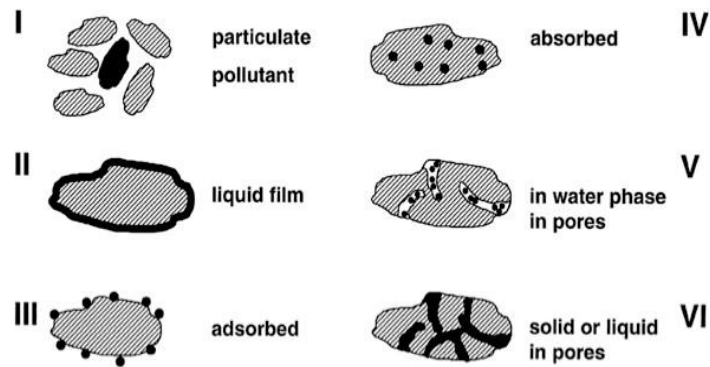 I
particulate
pollutant
II
liquid film
III
adsorbed
IV
absorbed
V
in water phase
in pores
VI
solid or liquid
in pores